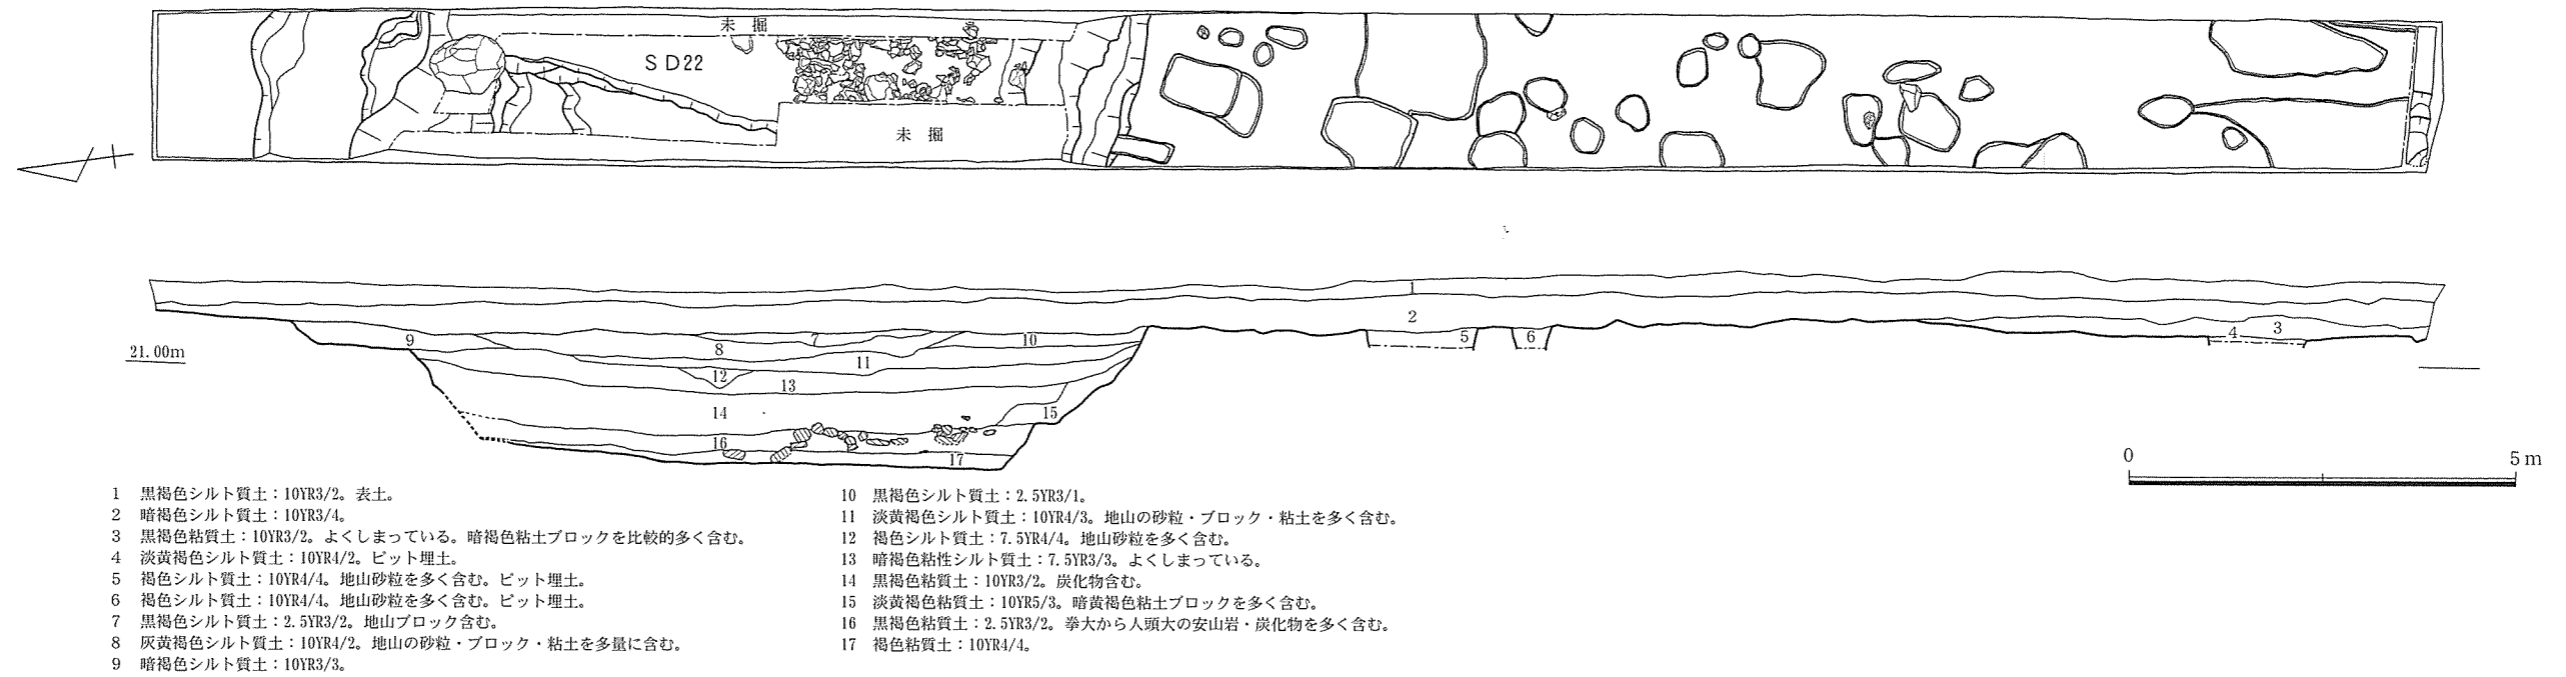 未 掘
ＳＤ22
未 掘
21.00m
1
2
3
4
5
6
7
8
9
10
11
12
13
14
15
16
17
0
5ｍ
1 黒褐色シルト質土：10YR3/2。表土。
2 暗褐色シルト質土：10YR3/4。
3 黒褐色粘質土：10YR3/2。よくしまっている。暗褐色粘土ブロックを比較的多く含む。
4 淡黄褐色シルト質土：10YR4/2。ピット埋土。
5 褐色シルト質土：10YR4/4。地山砂粒を多く含む。ピット埋土。
6 褐色シルト質土：10YR4/4。地山砂粒を多く含む。ピット埋土。
7 黒褐色シルト質土：2.5YR3/2。地山ブロック含む。
8 灰黄褐色シルト質土：10YR4/2。地山の砂粒・ブロック・粘土を多量に含む。
9 暗褐色シルト質土：10YR3/3。
10 黒褐色シルト質土：2.5YR3/1。
11 淡黄褐色シルト質土：10YR4/3。地山の砂粒・ブロック・粘土を多く含む。
12 褐色シルト質土：7.5YR4/4。地山砂粒を多く含む。
13 暗褐色粘性シルト質土：7.5YR3/3。よくしまっている。
14 黒褐色粘質土：10YR3/2。炭化物含む。
15 淡黄褐色粘質土：10YR5/3。暗黄褐色粘土ブロックを多く含む。
16 黒褐色粘質土：2.5YR3/2。拳大から人頭大の安山岩・炭化物を多く含む。
17 褐色粘質土：10YR4/4。